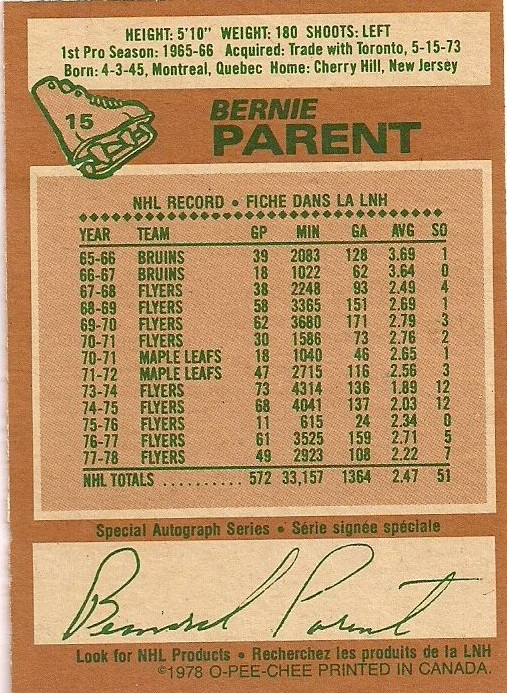 HEIGHT: 5'10" WEIGHT: 180 SHOOTS: LEFT
1st Pro Season: 1965-66 Acquired: Trade with Toronto, 5-15-73
Born: 4-3-45, Montreal, Quebec Home: Cherry Hill, New Jersey
15
BERNIE
PARENT
NHL RECORD • FICHE DANS LA LNH
YEAR TEAM GP MIN GA AVG SO
65-66 BRUINS 39 2083 128 3.69 1
66-67 BRUINS 18 1022 62 3.64 0
67-68 FLYERS 38 2248 93 2.49 4
68-69 FLYERS 58 3365 151 2.69 1
69-70 FLYERS 62 3680 171 2.79 3
70-71 FLYERS 30 1586 73 2.76 2
70-71 MAPLE LEAFS 18 1040 46 2.65 1
71-72 MAPLE LEAFS 47 2715 116 2.56 3
73-74 FLYERS 73 4314 136 1.89 12
74-75 FLYERS 68 4041 137 2.03 12
75-76 FLYERS 11 615 24 2.34 0
76-77 FLYERS 61 3525 159 2.71 5
77-78 FLYERS 49 2923 108 2.22 7
NHL TOTALS .......... 572 33,157 1364 2.47 51
Special Autograph Series • Série signée spéciale
Bernard Parent
Look for NHL Products • Recherchez les produits de la LNH
©1978 O-PEE-CHEE PRINTED IN CANADA.